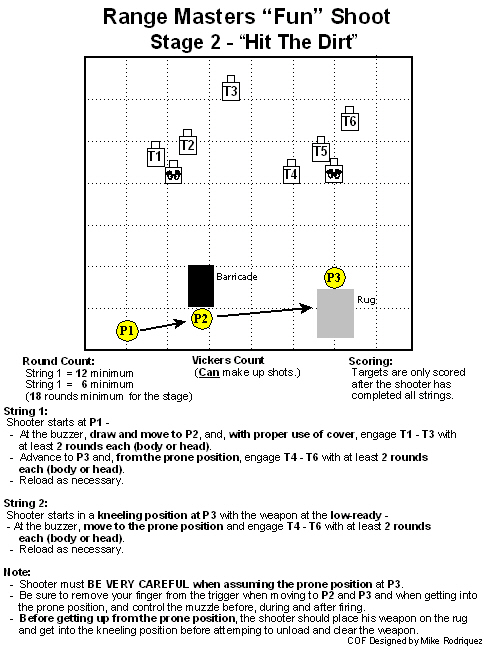 Range Masters “Fun” Shoot
Stage 2 - “Hit The Dirt”
T3
T6
T2
T1
T5
T4
Barricade
P3
Rug
P2
P1
Round Count:
String 1 = 12 minimum
String 1 = 6 minimum
(18 rounds minimum for the stage)
Vickers Count
(Can make up shots.)
Scoring:
Targets are only scored
after the shooter has
completed all strings.
String 1:
Shooter starts at P1 -
- At the buzzer, draw and move to P2, and, with proper use of cover, engage T1 - T3 with
at least 2 rounds each (body or head).
- Advance to P3 and, from the prone position, engage T4 - T6 with at least 2 rounds
each (body or head).
- Reload as necessary.
String 2:
Shooter starts in a kneeling position at P3 with the weapon at the low-ready -
- At the buzzer, move to the prone position and engage T4 - T6 with at least 2 rounds
each (body or head).
- Reload as necessary.
Note:
- Shooter must BE VERY CAREFUL when assuming the prone position at P3.
- Be sure to remove your finger from the trigger when moving to P2 and P3 and when getting into
the prone position, and control the muzzle before, during and after firing.
- Before getting up from the prone position, the shooter should place his weapon on the
rug and get into the kneeling position before attemping to unload and clear the weapon.
COF Designed by Mike Rodriquez